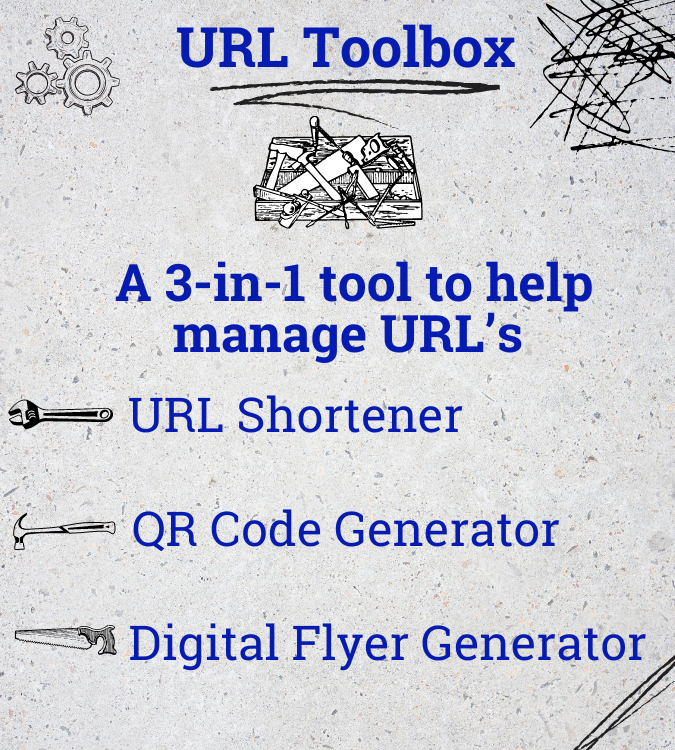 URL Toolbox
A 3-in-1 tool to help
manage URL’s
URL Shortener
QR Code Generator
Digital Flyer Generator